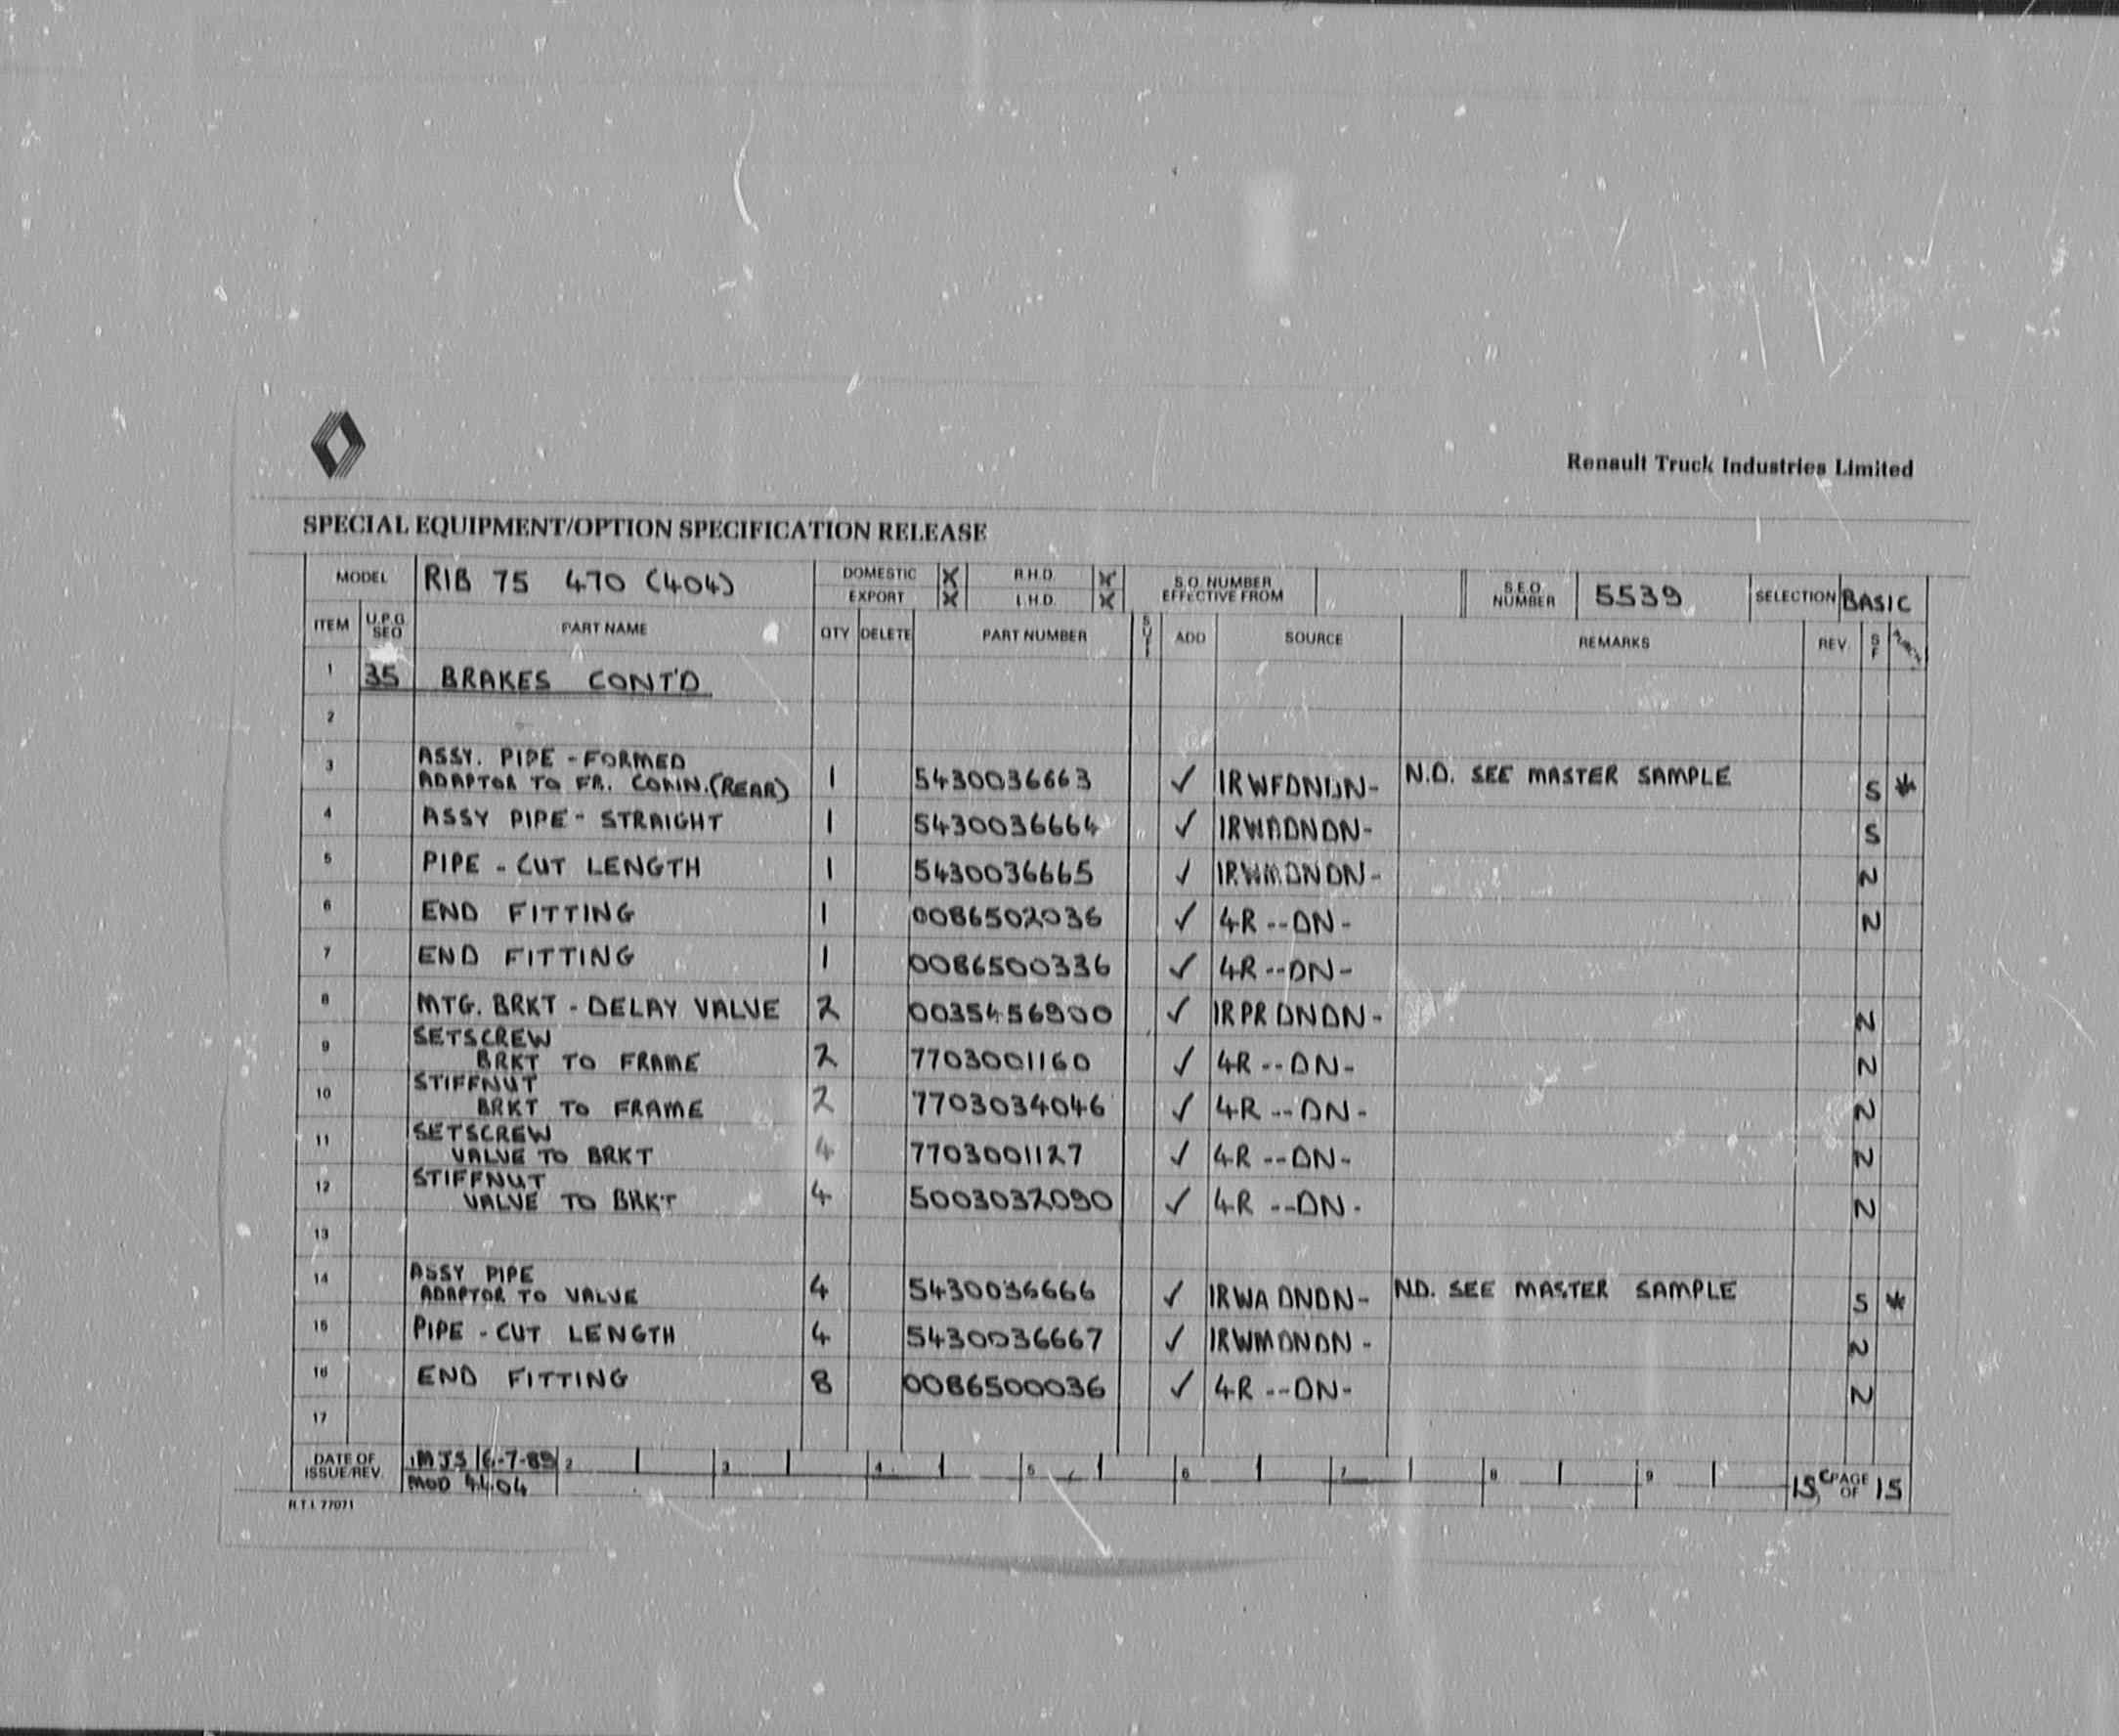 Renault Truck Industries Limited
SPECIAL EQUIPMENT/OPTION SPECIFICATION RELEASE
MODEL RIB 75 470 (404) DOMESTIC X R.H.D. X S.O. NUMBER EFFECTIVE FROM S.E.O. NUMBER 5539 SELECTION BASIC
EXPORT X L.H.D. X
ITEM U.P.G. SEQ PART NAME QTY DELETE PART NUMBER ADD SOURCE REMARKS REV. S F
1 35 BRAKES CONT'D
2
3 ASSY. PIPE - FORMED
ADAPTOR TO FR. CONN. (REAR) 1 5430036663 ✓ IRWFDNDN- N.D. SEE MASTER SAMPLE S *
4 ASSY PIPE - STRAIGHT 1 5430036664 ✓ IRWADNDN- S
5 PIPE - CUT LENGTH 1 5430036665 ✓ IRWMDNDN- N
6 END FITTING 1 0086502036 ✓ 4R--DN- N
7 END FITTING 1 0086500336 ✓ 4R--DN-
8 MTG. BRKT - DELAY VALVE 2 0035456900 ✓ IRPRDNDN- N
9 SETSCREW
BRKT TO FRAME 2 7703001160 ✓ 4R--DN- N
10 STIFFNUT
BRKT TO FRAME 2 7703034046 ✓ 4R--DN- N
11 SETSCREW
VALVE TO BRKT 4 7703001127 ✓ 4R--DN- N
12 STIFFNUT
VALVE TO BRKT 4 5003032090 ✓ 4R--DN- N
13
14 ASSY PIPE
ADAPTOR TO VALVE 4 5430036666 ✓ IRWADNDN- N.D. SEE MASTER SAMPLE S *
15 PIPE - CUT LENGTH 4 5430036667 ✓ IRWMDNDN- N
16 END FITTING 8 0086500036 ✓ 4R--DN- N
17
DATE OF ISSUE/REV. MJS 6-7-89 2 3 4 5 6 7 8 9 15 PAGE OF 15
MOD 4404
R.T.I. 77071